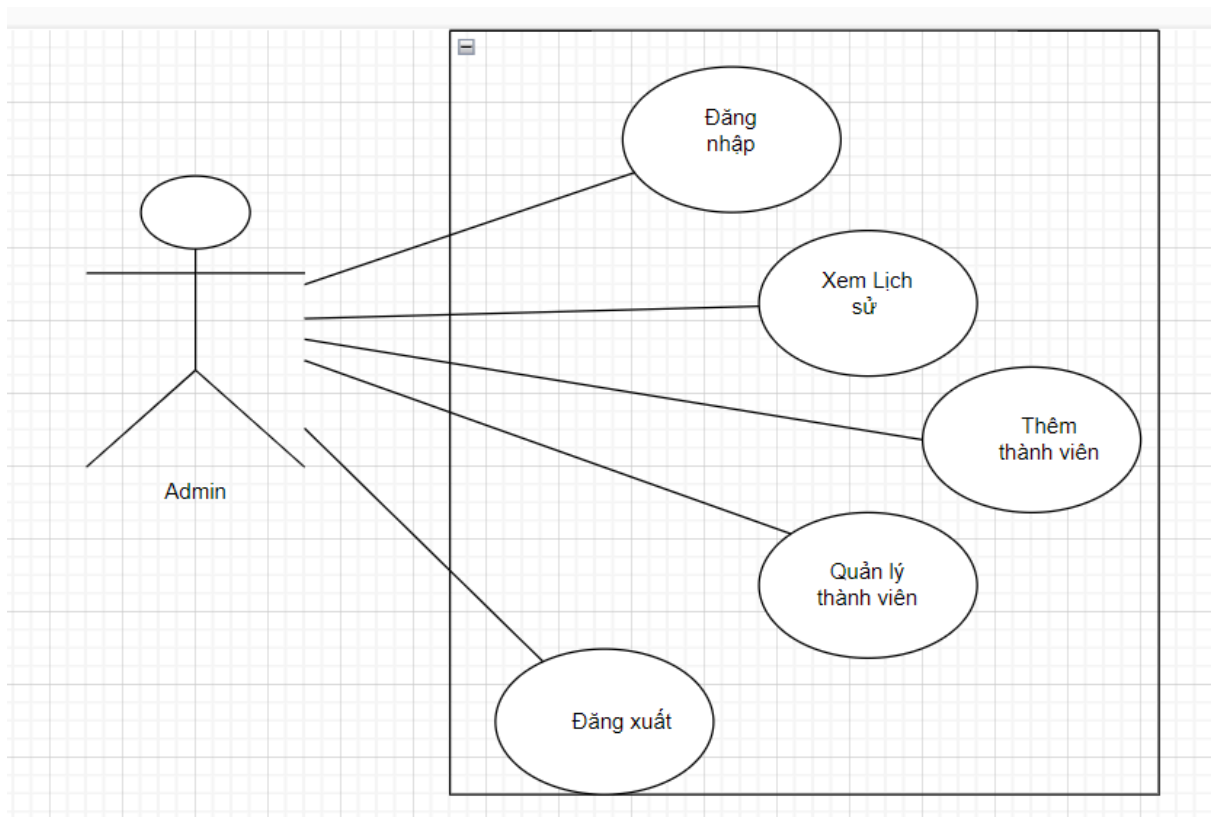 Đăng
nhập
Xem Lịch
sử
Thêm
thành viên
Admin
Quản lý
thành viên
Đăng xuất